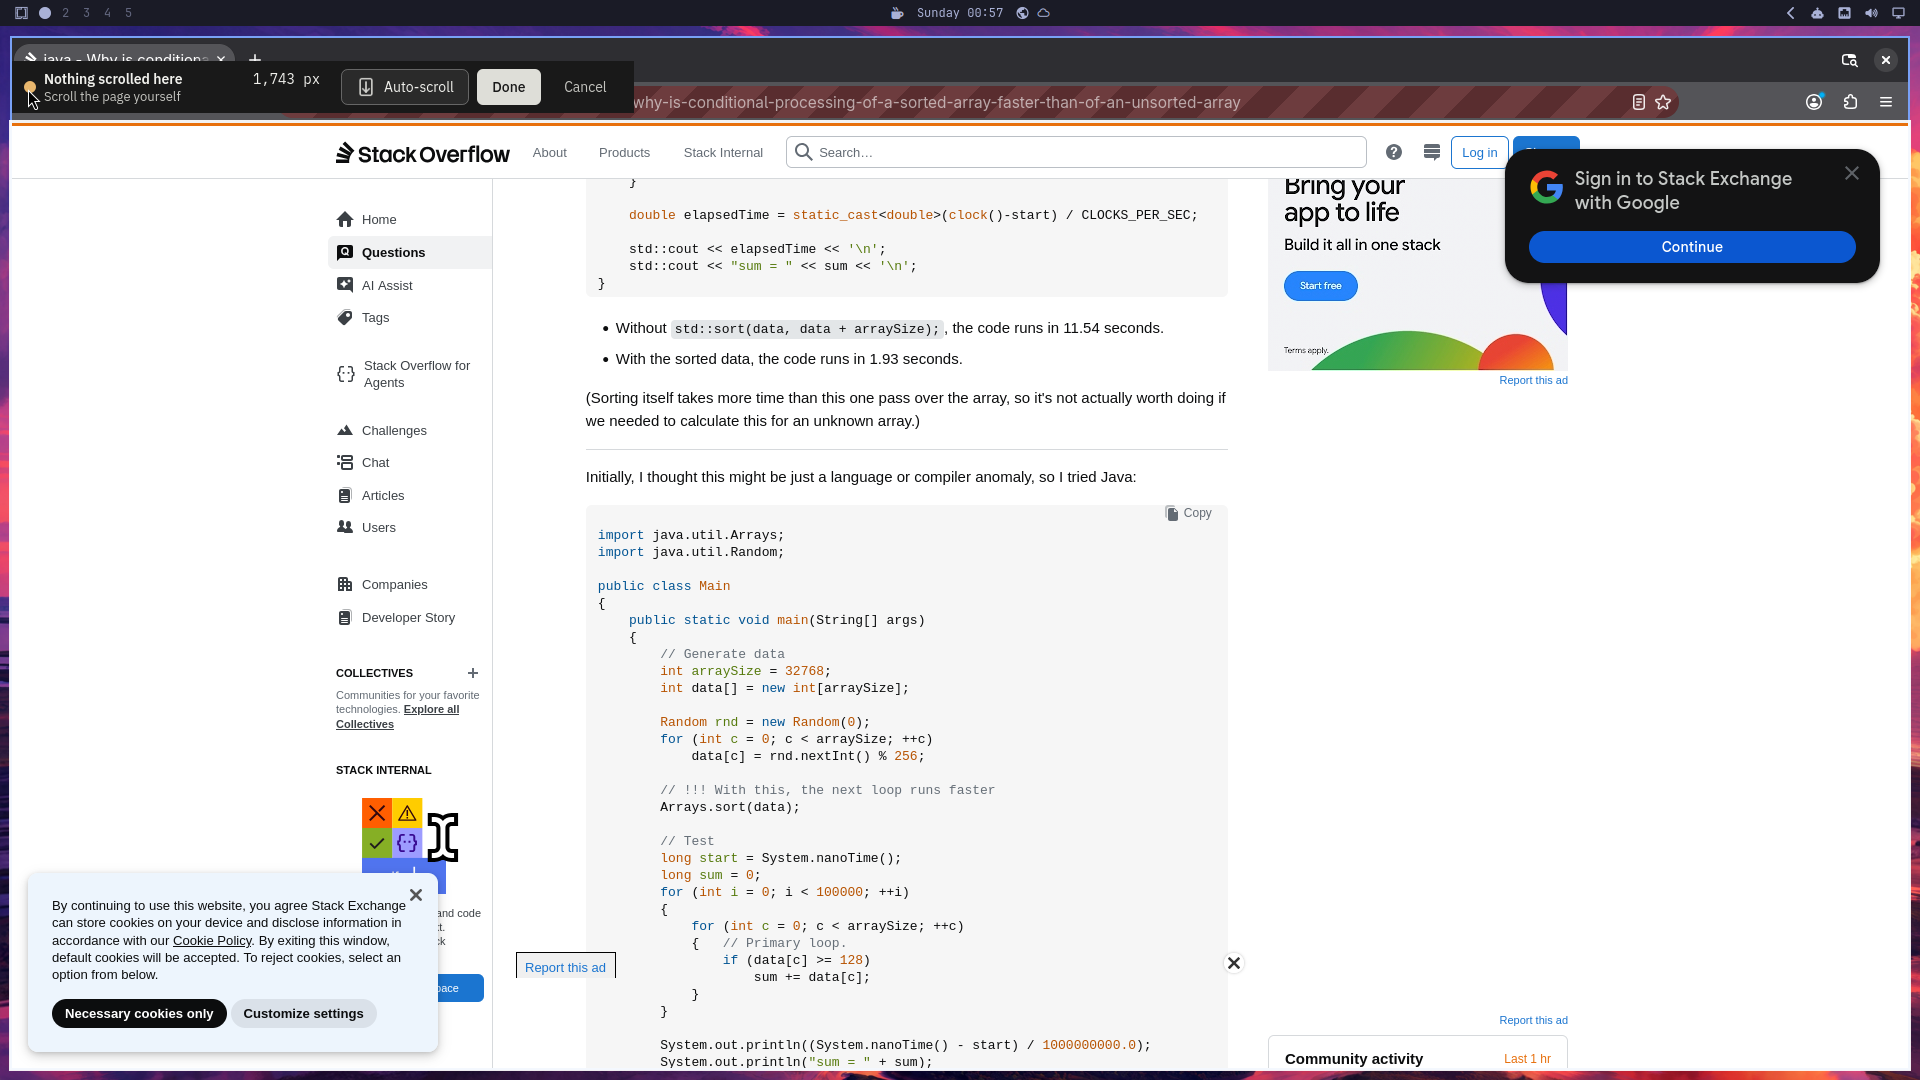 2 3 4 5
Sunday 00:57
java - Why is condition
Nothing scrolled here
Scroll the page yourself
1,743 px
Auto-scroll
Done
Cancel
why-is-conditional-processing-of-a-sorted-array-faster-than-of-an-unsorted-array
Stack Overflow
About
Products
Stack Internal
Search…
Log in
Sign in to Stack Exchange
with Google
Continue
Home
Questions
AI Assist
Tags
Stack Overflow for
Agents
Challenges
Chat
Articles
Users
Companies
Developer Story
COLLECTIVES
Communities for your favorite
technologies. Explore all
Collectives
STACK INTERNAL
and code
ck
pace
By continuing to use this website, you agree Stack Exchange
can store cookies on your device and disclose information in
accordance with our Cookie Policy. By exiting this window,
default cookies will be accepted. To reject cookies, select an
option from below.
Necessary cookies only
Customize settings
}
double elapsedTime = static_cast<double>(clock()-start) / CLOCKS_PER_SEC;
std::cout << elapsedTime << '\n';
std::cout << "sum = " << sum << '\n';
}
• Without std::sort(data, data + arraySize);, the code runs in 11.54 seconds.
• With the sorted data, the code runs in 1.93 seconds.
(Sorting itself takes more time than this one pass over the array, so it's not actually worth doing if
we needed to calculate this for an unknown array.)
Initially, I thought this might be just a language or compiler anomaly, so I tried Java:
Copy
import java.util.Arrays;
import java.util.Random;
public class Main
{
public static void main(String[] args)
{
// Generate data
int arraySize = 32768;
int data[] = new int[arraySize];
Random rnd = new Random(0);
for (int c = 0; c < arraySize; ++c)
data[c] = rnd.nextInt() % 256;
// !!! With this, the next loop runs faster
Arrays.sort(data);
// Test
long start = System.nanoTime();
long sum = 0;
for (int i = 0; i < 100000; ++i)
{
for (int c = 0; c < arraySize; ++c)
{ // Primary loop.
if (data[c] >= 128)
sum += data[c];
}
}
System.out.println((System.nanoTime() - start) / 1000000000.0);
System.out.println("sum = " + sum);
Report this ad
Bring your
app to life
Build it all in one stack
Start free
Terms apply.
Report this ad
Report this ad
Community activity
Last 1 hr